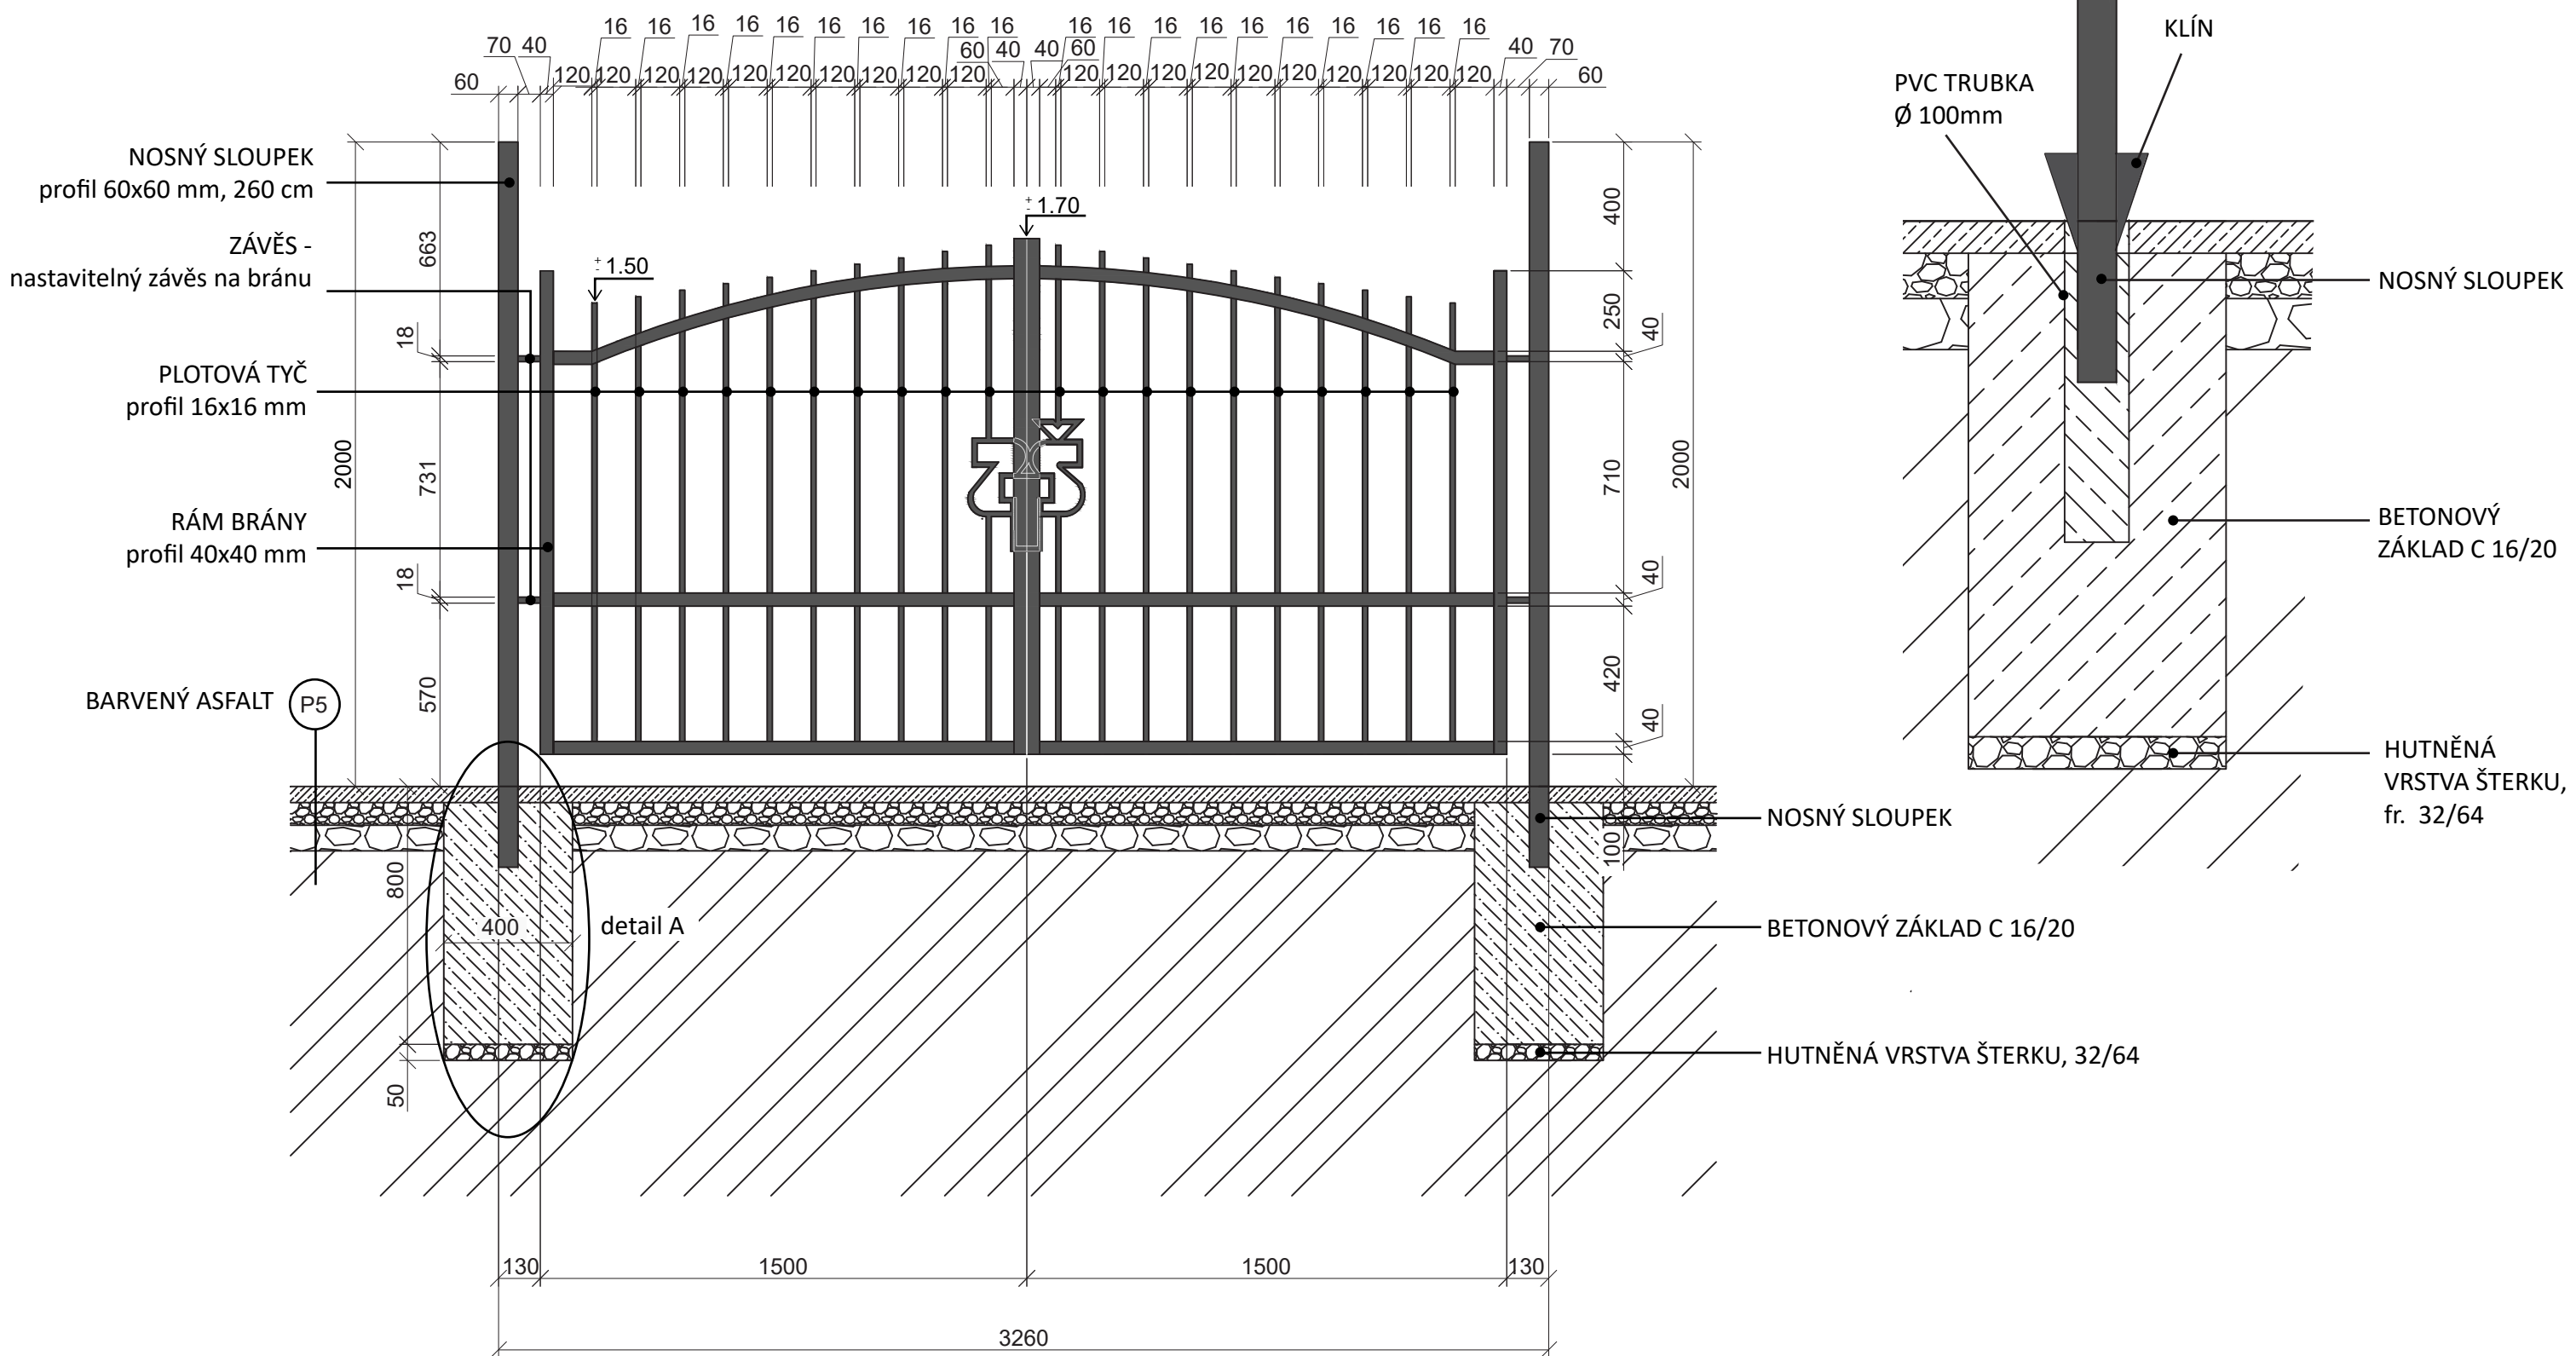 16 16 16 16 16 16 16 16 16 16 16 16 16 16 16 16 16 16 16 16
70 40 60 40 40 60 40 70
60 120 120 120 120 120 120 120 120 120 120 120 120 120 120 120 120 120 120 120 120 60
NOSNÝ SLOUPEK
profil 60x60 mm, 260 cm
ZÁVĚS -
nastavitelný závěs na bránu
PLOTOVÁ TYČ
profil 16x16 mm
RÁM BRÁNY
profil 40x40 mm
BARVENÝ ASFALT
P5
2000
663
18
731
18
570
± 1.50
± 1.70
400
250
40
710
40
420
40
100
2000
800
400
50
detail A
NOSNÝ SLOUPEK
BETONOVÝ ZÁKLAD C 16/20
HUTNĚNÁ VRSTVA ŠTERKU, 32/64
130 1500 1500 130
3260
KLÍN
PVC TRUBKA
Ø 100mm
NOSNÝ SLOUPEK
BETONOVÝ
ZÁKLAD C 16/20
HUTNĚNÁ
VRSTVA ŠTERKU,
fr. 32/64